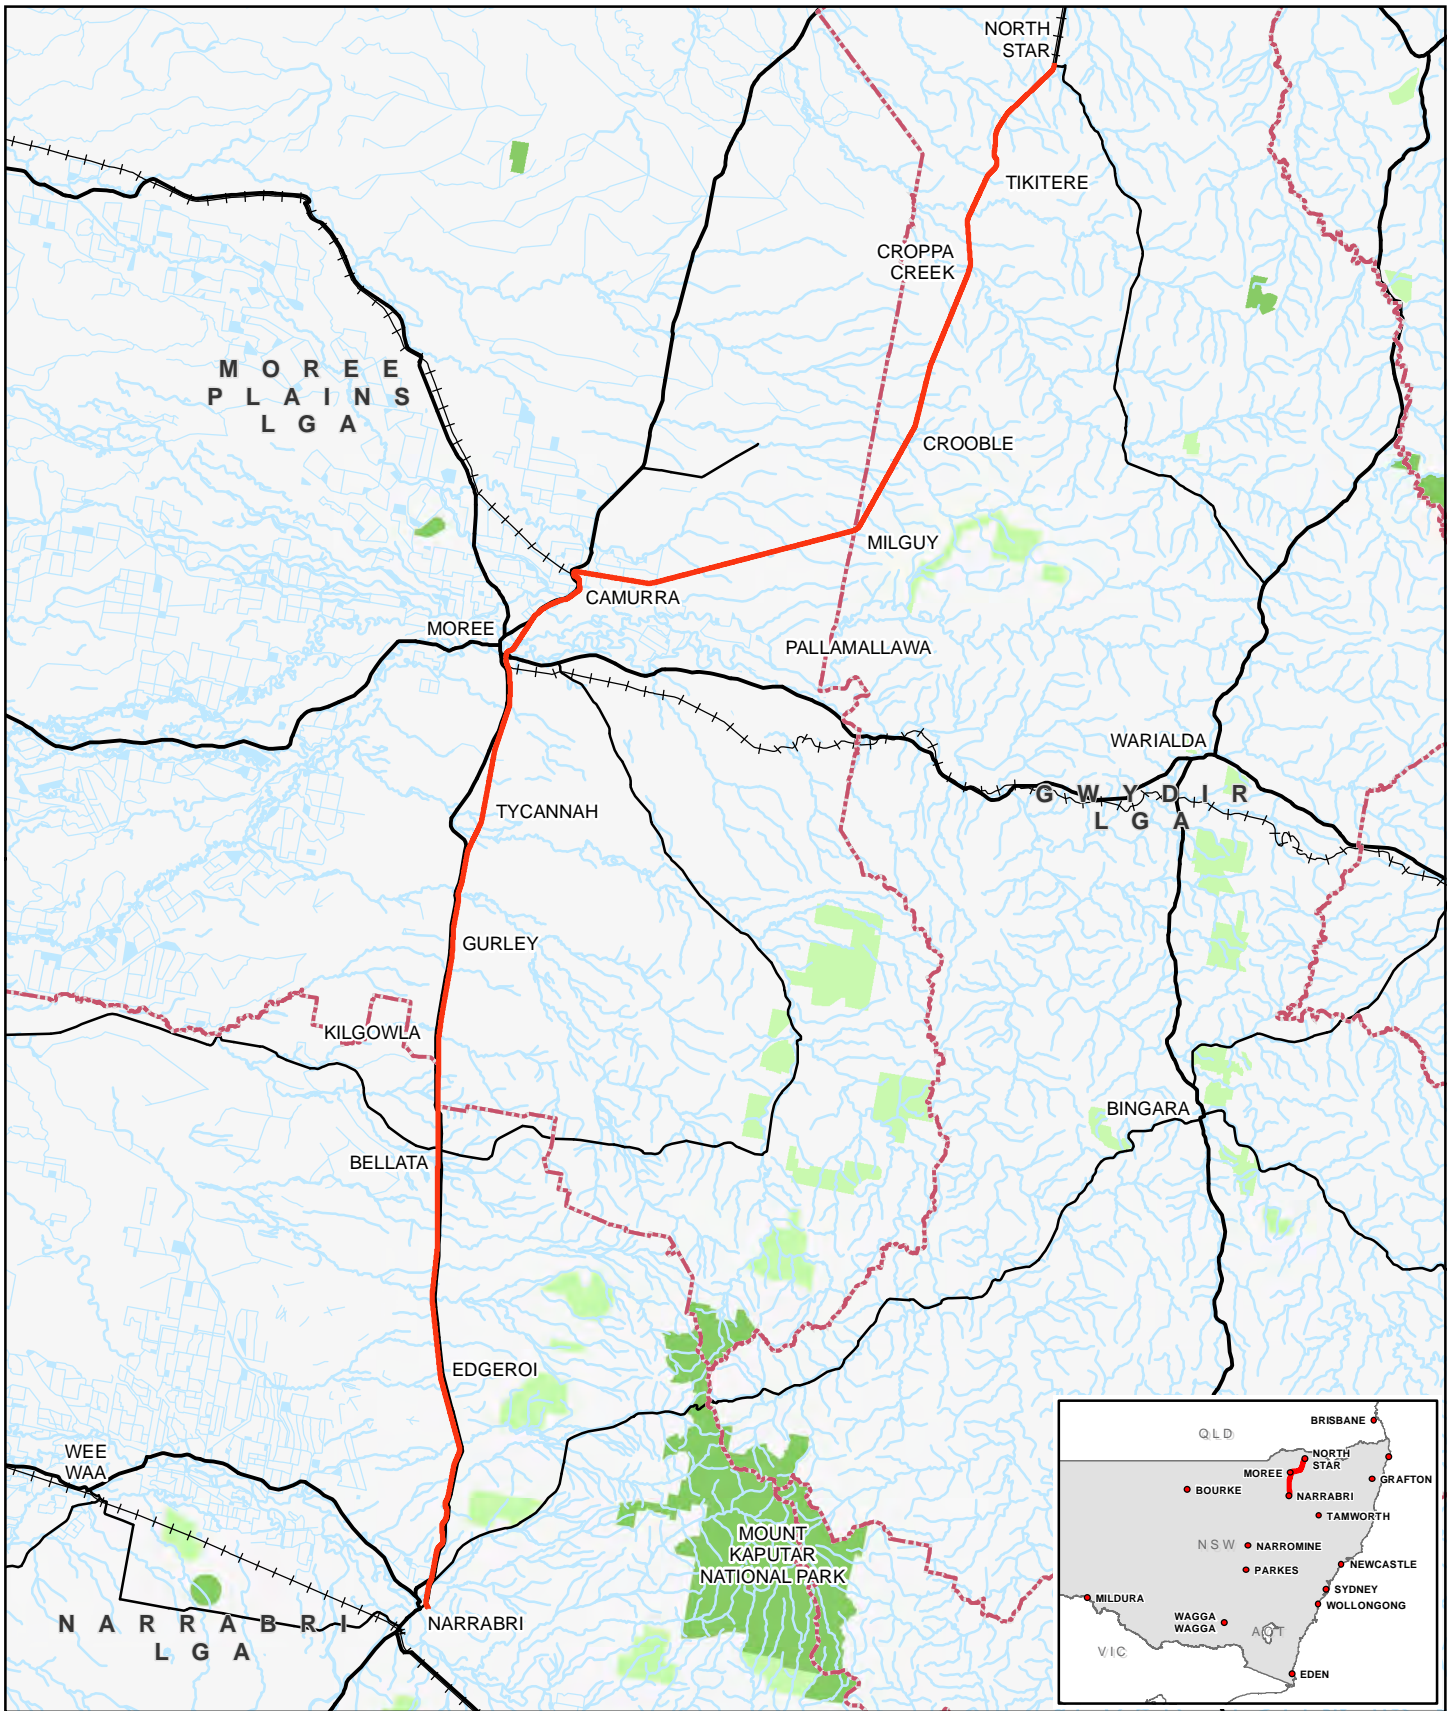 NORTH
STAR
TIKITERE
CROPPA
CREEK
MOREE
PLAINS
LGA
CROOBLE
MILGUY
CAMURRA
MOREE
PALLAMALLAWA
WARIALDA
GWYDIR
LGA
TYCANNAH
GURLEY
KILGOWLA
BINGARA
BELLATA
EDGEROI
WEE
WAA
MOUNT
KAPUTAR
NATIONAL PARK
NARRABRI
NARRABRI
LGA
BRISBANE
QLD
NORTH
STAR
MOREE
GRAFTON
BOURKE
NARRABRI
TAMWORTH
NSW
NARROMINE
NEWCASTLE
PARKES
SYDNEY
MILDURA
WOLLONGONG
WAGGA
WAGGA
ACT
VIC
EDEN